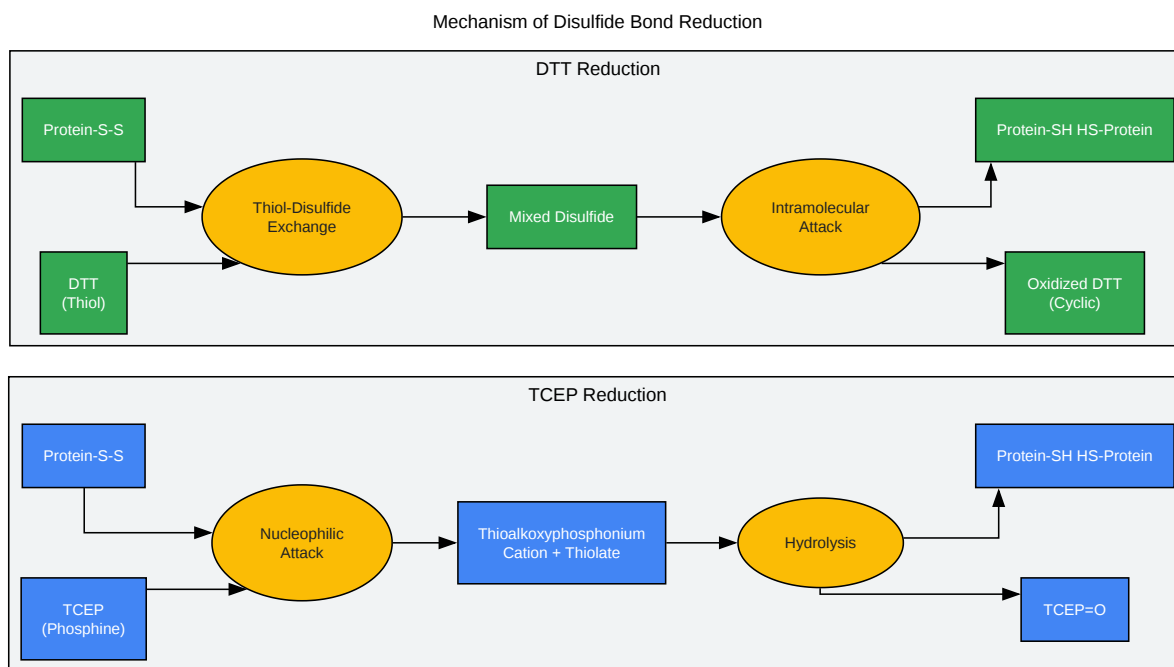 Mechanism of Disulfide Bond Reduction
DTT Reduction
Protein-S-S
Protein-SH HS-Protein
Thiol-Disulfide
Exchange
Mixed Disulfide
Intramolecular
Attack
DTT
(Thiol)
Oxidized DTT
(Cyclic)
TCEP Reduction
Protein-S-S
Protein-SH HS-Protein
Nucleophilic
Attack
Thioalkoxyphosphonium
Cation + Thiolate
Hydrolysis
TCEP
(Phosphine)
TCEP=O